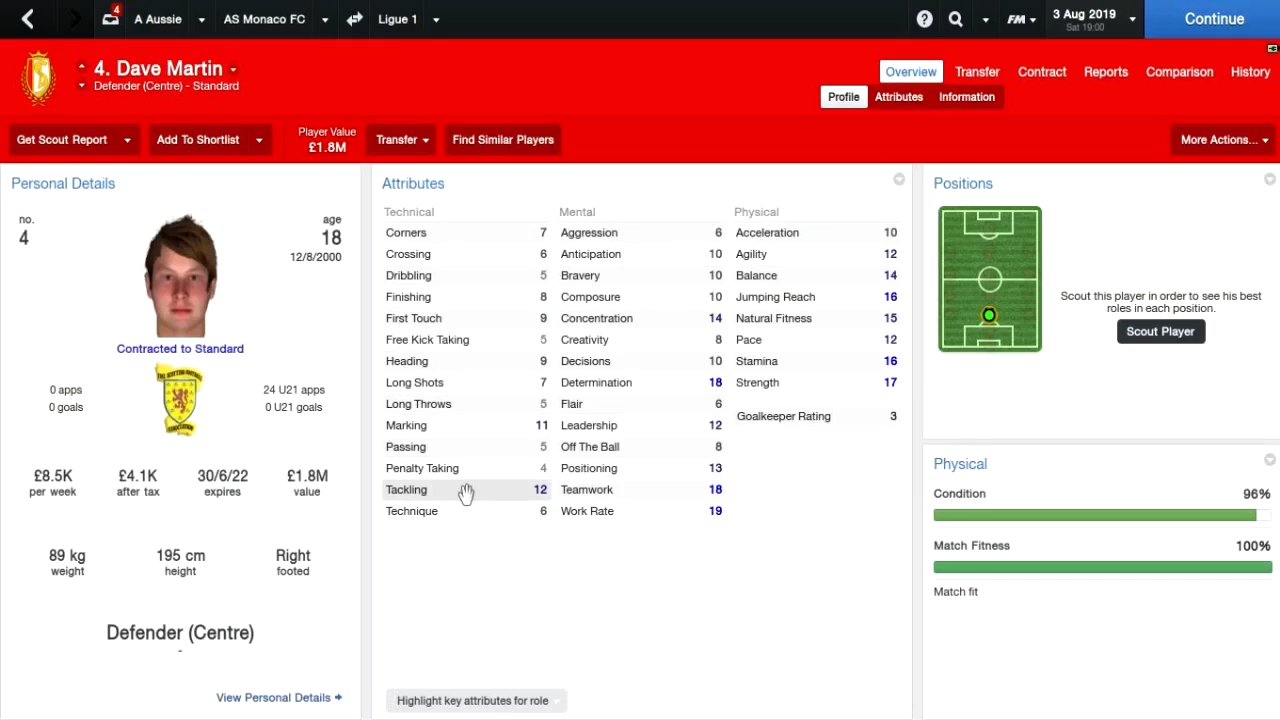 4
A Aussie
AS Monaco FC
Ligue 1
FM
3 Aug 2019
Sat 19:00
Continue
4. Dave Martin
Defender (Centre) - Standard
Overview Transfer Contract Reports Comparison History
Profile Attributes Information
Get Scout Report
Add To Shortlist
Player Value
£1.8M
Transfer
Find Similar Players
More Actions...
Personal Details
no.
4
age
18
12/8/2000
Contracted to Standard
0 apps
0 goals
24 U21 apps
0 U21 goals
£8.5K
per week
£4.1K
after tax
30/6/22
expires
£1.8M
value
89 kg
weight
195 cm
height
Right
footed
Defender (Centre)
-
View Personal Details
Attributes
Technical
Corners 7
Crossing 6
Dribbling 5
Finishing 8
First Touch 9
Free Kick Taking 5
Heading 9
Long Shots 7
Long Throws 5
Marking 11
Passing 5
Penalty Taking 4
Tackling 12
Technique 6
Mental
Aggression 6
Anticipation 10
Bravery 10
Composure 10
Concentration 14
Creativity 8
Decisions 10
Determination 18
Flair 6
Leadership 12
Off The Ball 8
Positioning 13
Teamwork 18
Work Rate 19
Physical
Acceleration 10
Agility 12
Balance 14
Jumping Reach 16
Natural Fitness 15
Pace 12
Stamina 16
Strength 17
Goalkeeper Rating 3
Highlight key attributes for role
Positions
Scout this player in order to see his best
roles in each position.
Scout Player
Physical
Condition 96%
Match Fitness 100%
Match fit